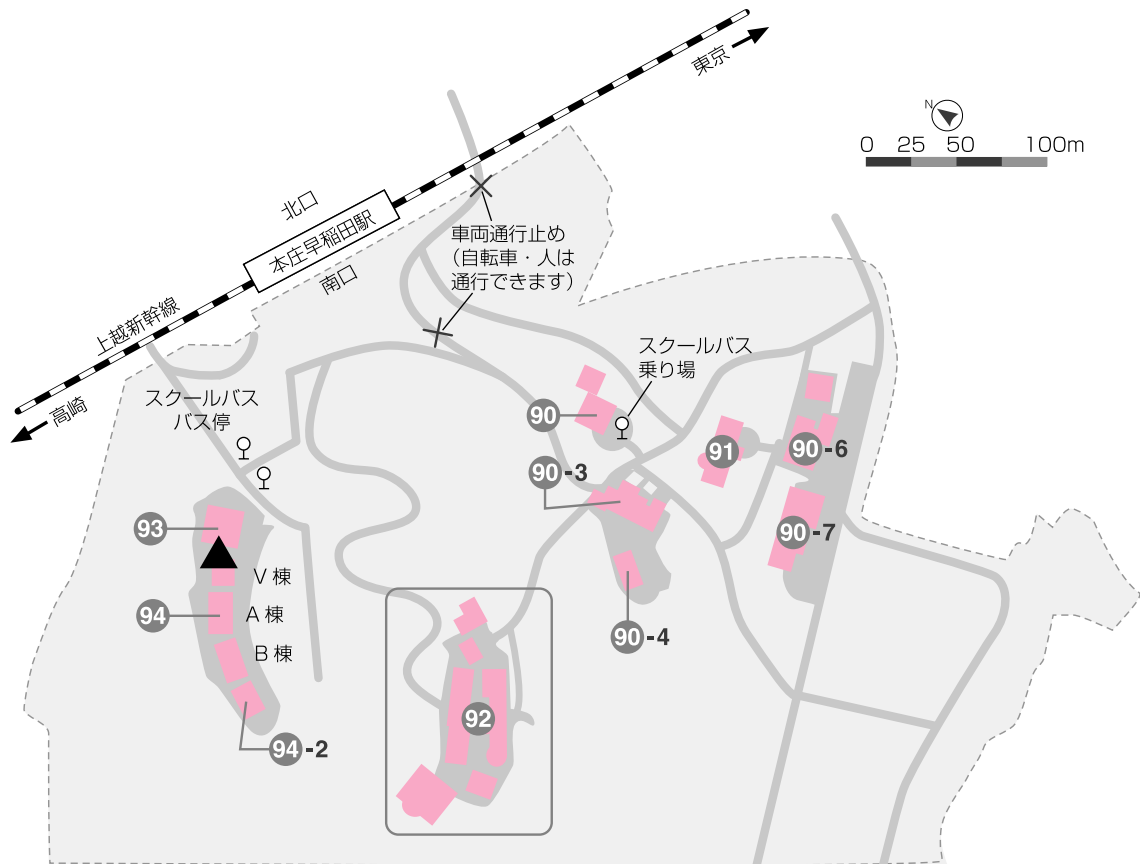 東京
N
0 25 50 100m
北口
本庄早稲田駅
南口
車両通行止め
（自転車・人は
通行できます）
上越新幹線
高崎
スクールバス
バス停
スクールバス
乗り場
90
91
90-6
90-3
90-7
93
V棟
94
A棟
B棟
90-4
92
94-2